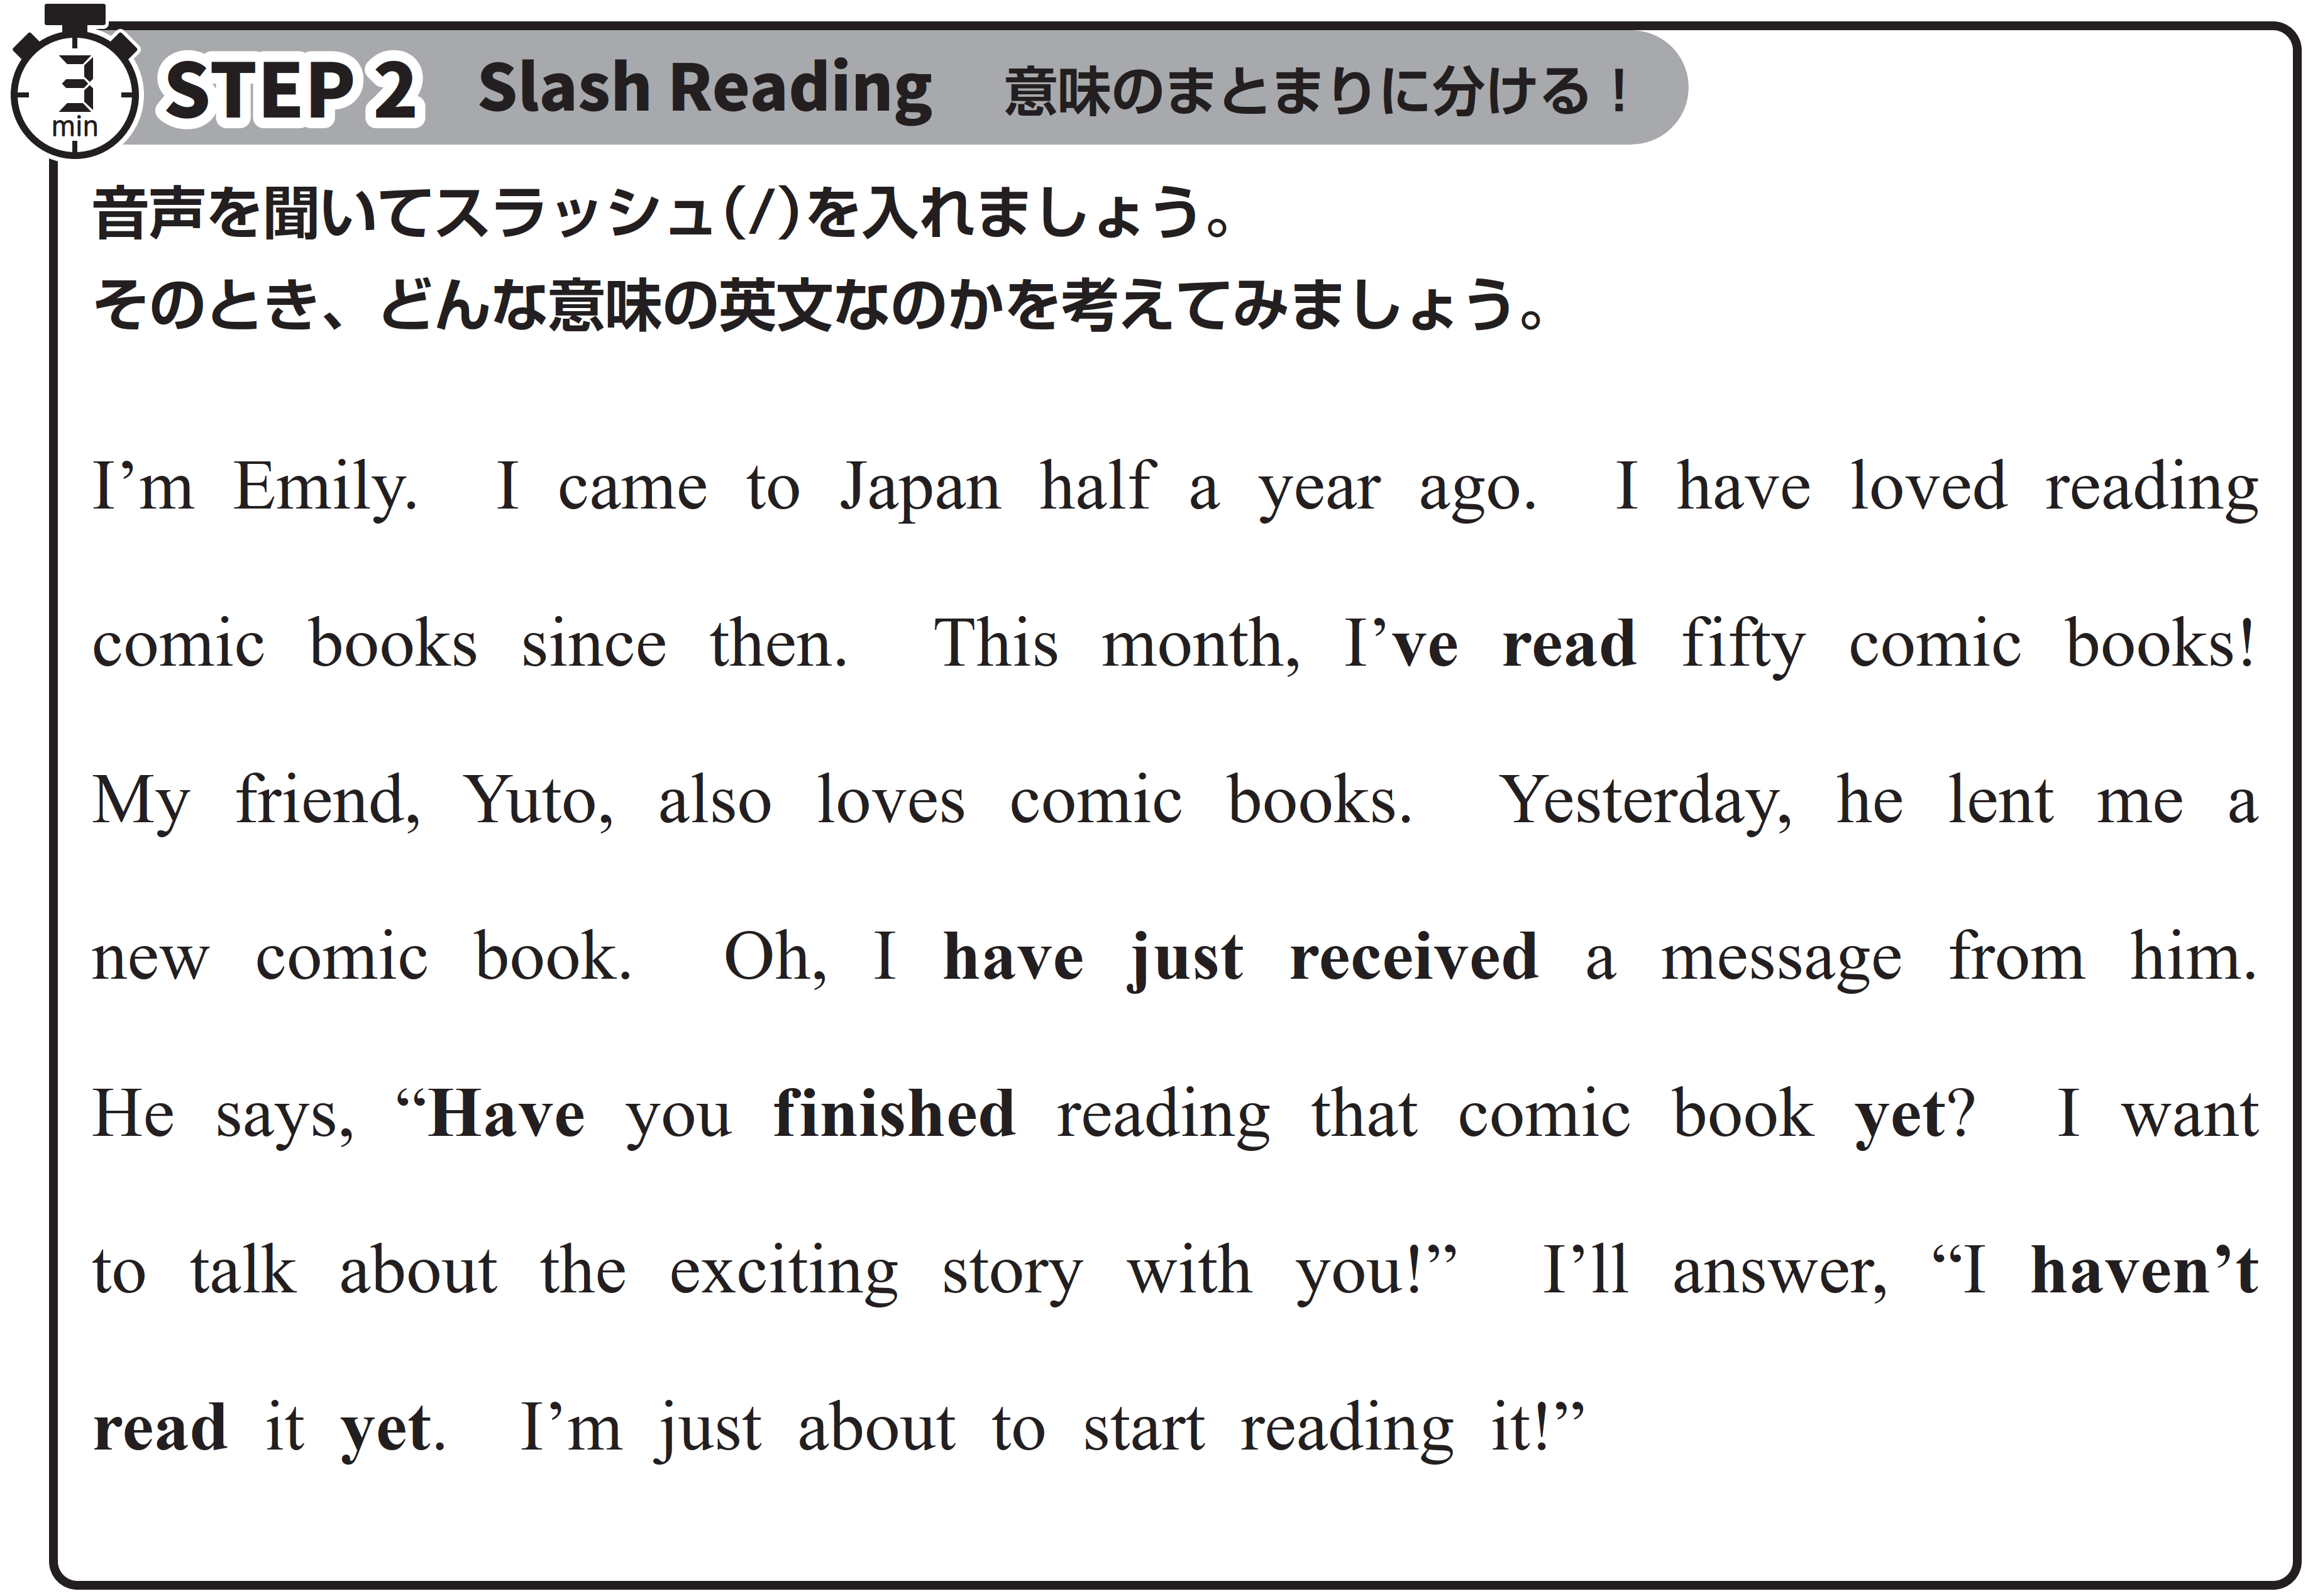 3
min
STEP 2 Slash Reading 意味のまとまりに分ける！
音声を聞いてスラッシュ(/)を入れましょう。
そのとき、どんな意味の英文なのかを考えてみましょう。
I’m Emily. I came to Japan half a year ago. I have loved reading
comic books since then. This month, I’ve read fifty comic books!
My friend, Yuto, also loves comic books. Yesterday, he lent me a
new comic book. Oh, I have just received a message from him.
He says, “Have you finished reading that comic book yet? I want
to talk about the exciting story with you!” I’ll answer, “I haven’t
read it yet. I’m just about to start reading it!”